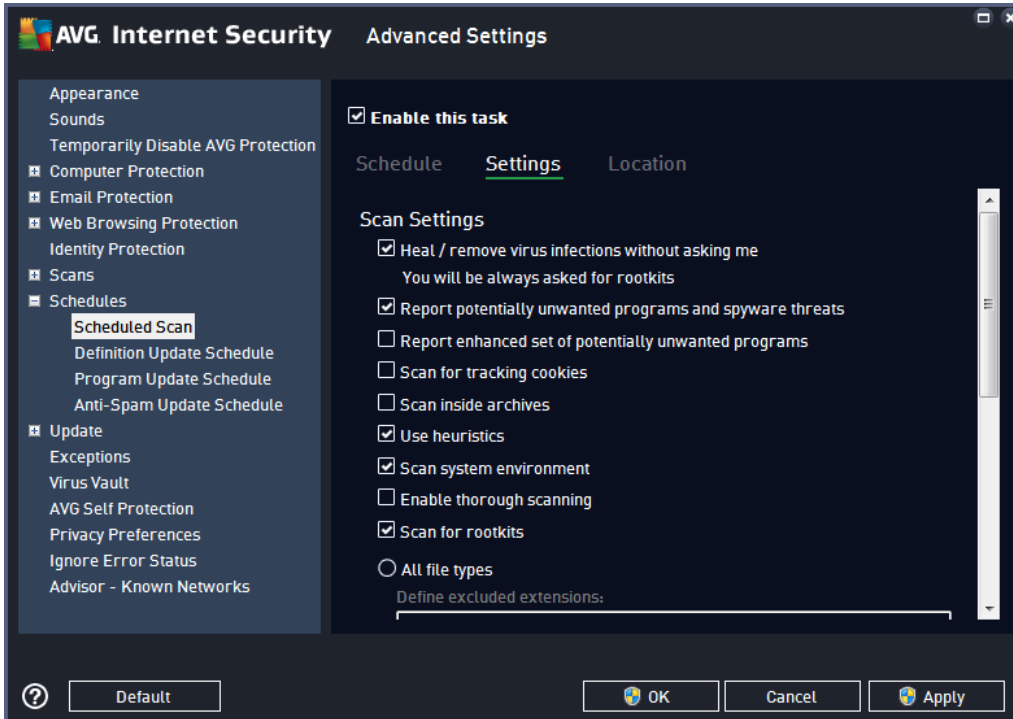 AVG. Internet Security Advanced Settings
Appearance
Sounds
Temporarily Disable AVG Protection
Computer Protection
Email Protection
Web Browsing Protection
Identity Protection
Scans
Schedules
Scheduled Scan
Definition Update Schedule
Program Update Schedule
Anti-Spam Update Schedule
Update
Exceptions
Virus Vault
AVG Self Protection
Privacy Preferences
Ignore Error Status
Advisor - Known Networks
Enable this task
Schedule Settings Location
Scan Settings
Heal / remove virus infections without asking me
You will be always asked for rootkits
Report potentially unwanted programs and spyware threats
Report enhanced set of potentially unwanted programs
Scan for tracking cookies
Scan inside archives
Use heuristics
Scan system environment
Enable thorough scanning
Scan for rootkits
All file types
Define excluded extensions:
? Default OK Cancel Apply